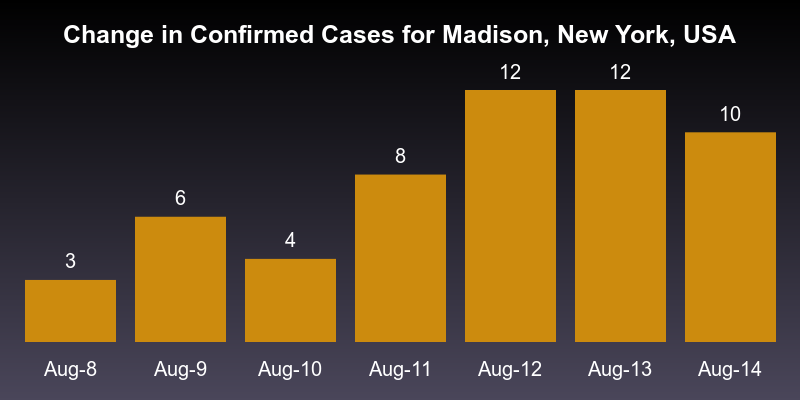 Change in Confirmed Cases for Madison, New York, USA
3
6
4
8
12
12
10
Aug-8
Aug-9
Aug-10
Aug-11
Aug-12
Aug-13
Aug-14